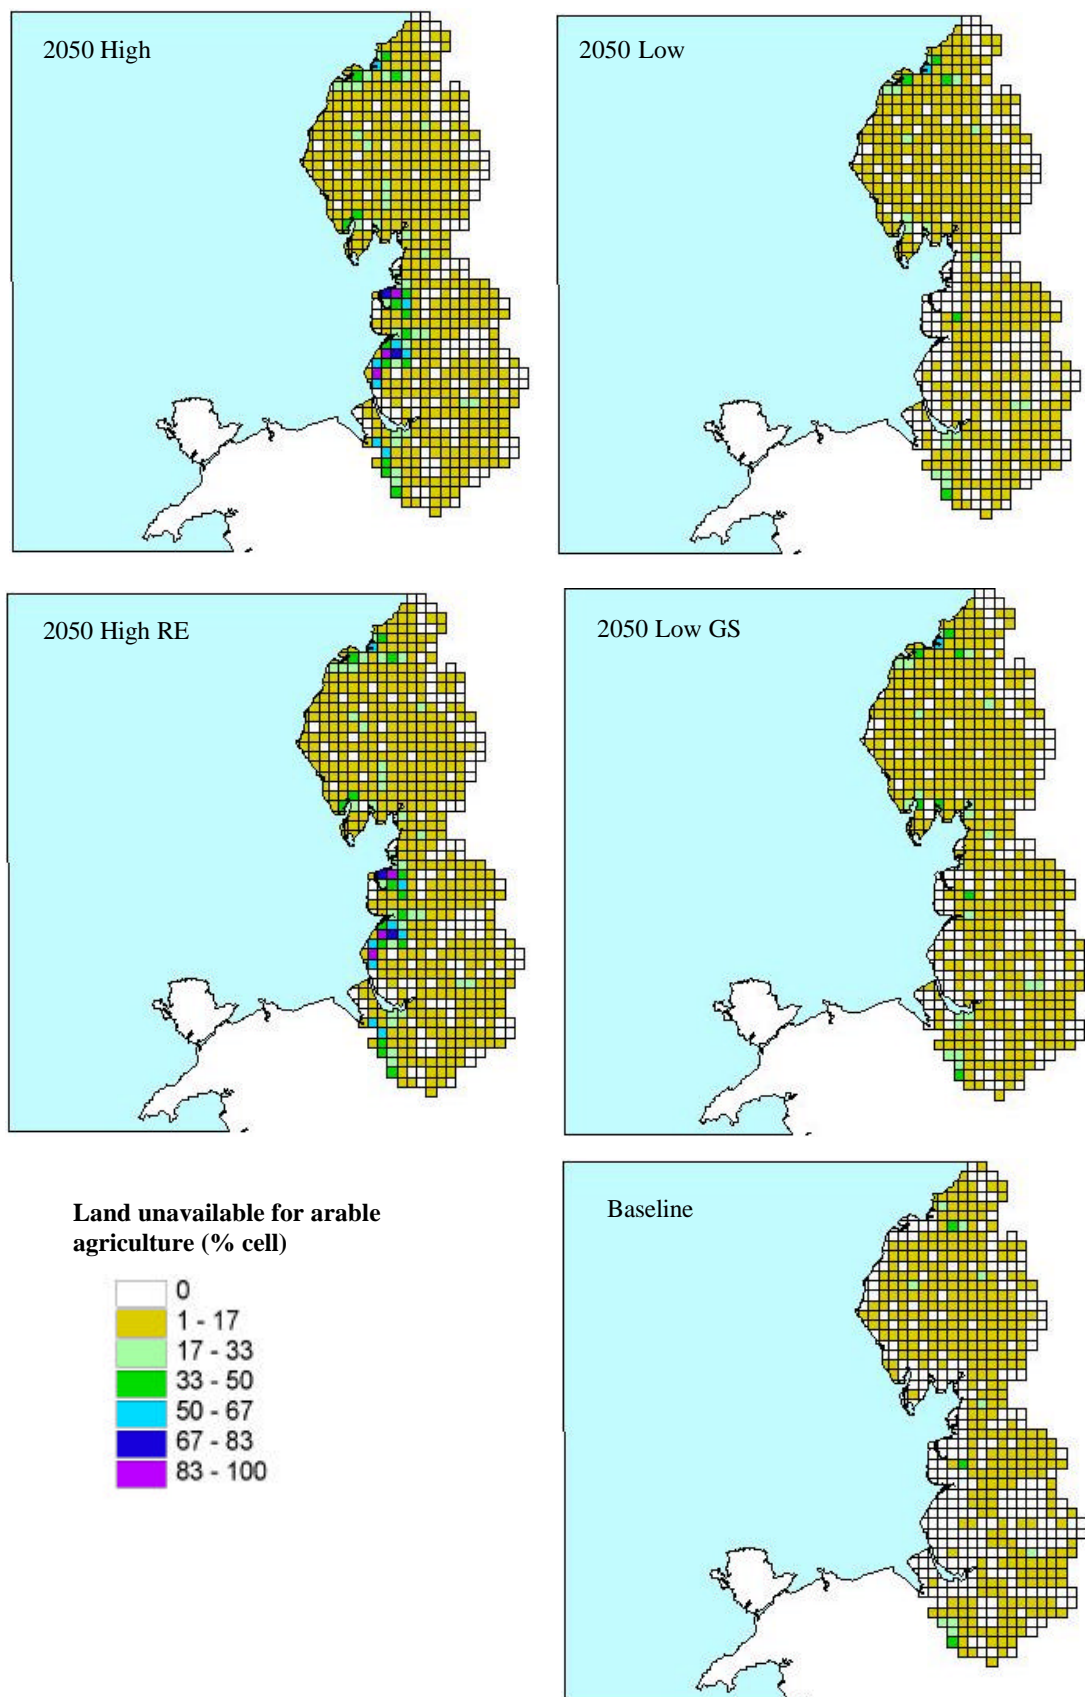 2050 High
2050 Low
2050 High RE
2050 Low GS
Land unavailable for arable
agriculture (% cell)
0
1 - 17
17 - 33
33 - 50
50 - 67
67 - 83
83 - 100
Baseline